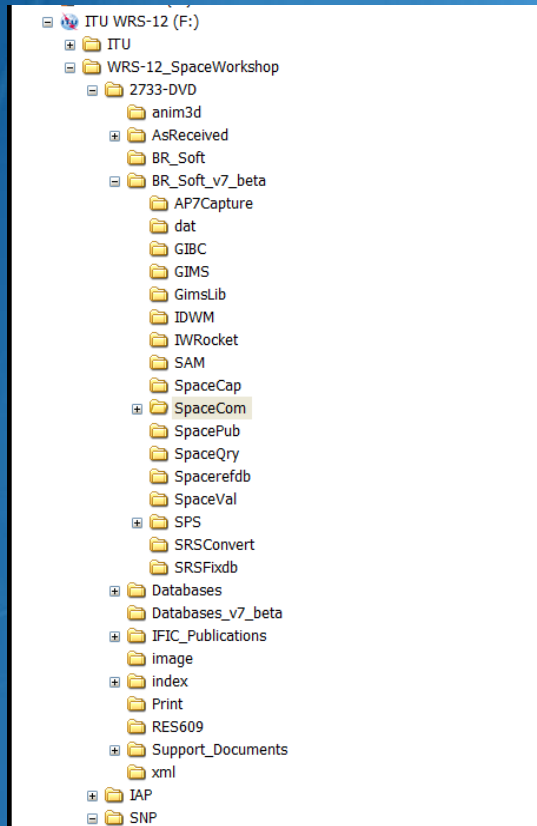 ITU WRS-12 (F:)
ITU
WRS-12_SpaceWorkshop
2733-DVD
anim3d
AsReceived
BR_Soft
BR_Soft_v7_beta
AP7Capture
dat
GIBC
GIMS
GimsLib
IDWM
IWRocket
SAM
SpaceCap
SpaceCom
SpacePub
SpaceQry
Spacerefdb
SpaceVal
SPS
SRSConvert
SRSFixdb
Databases
Databases_v7_beta
IFIC_Publications
image
index
Print
RES609
Support_Documents
xml
IAP
SNP